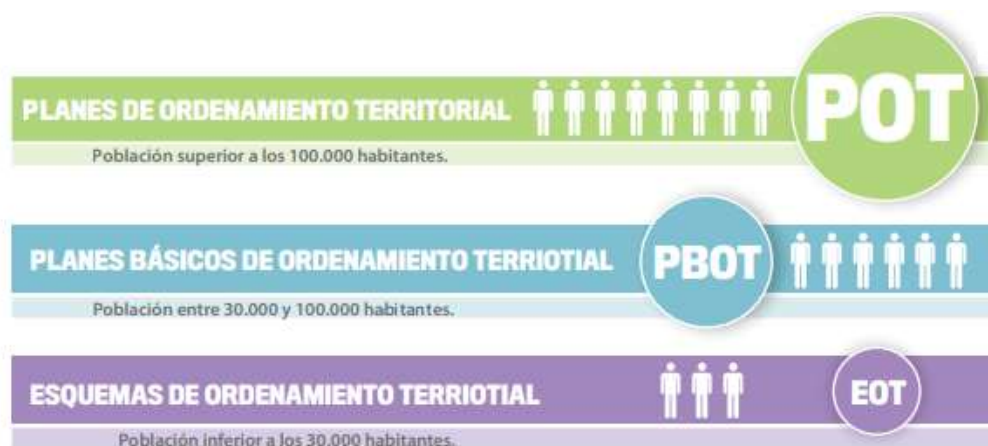 PLANES DE ORDENAMIENTO TERRITORIAL POT
Población superior a los 100.000 habitantes.
PLANES BÁSICOS DE ORDENAMIENTO TERRIOTIAL PBOT
Población entre 30.000 y 100.000 habitantes.
ESQUEMAS DE ORDENAMIENTO TERRIOTIAL EOT
Población inferior a los 30.000 habitantes.